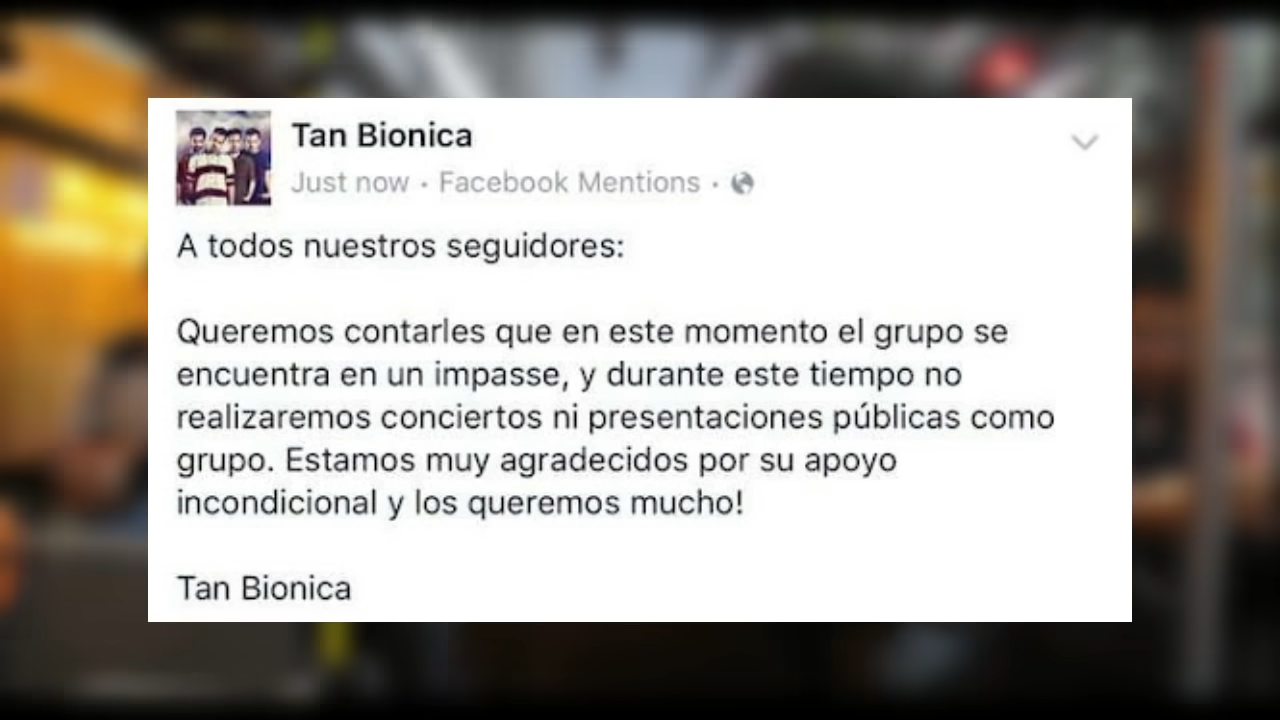 Tan Bionica
Just now · Facebook Mentions ·
A todos nuestros seguidores:
Queremos contarles que en este momento el grupo se
encuentra en un impasse, y durante este tiempo no
realizaremos conciertos ni presentaciones públicas como
grupo. Estamos muy agradecidos por su apoyo
incondicional y los queremos mucho!
Tan Bionica